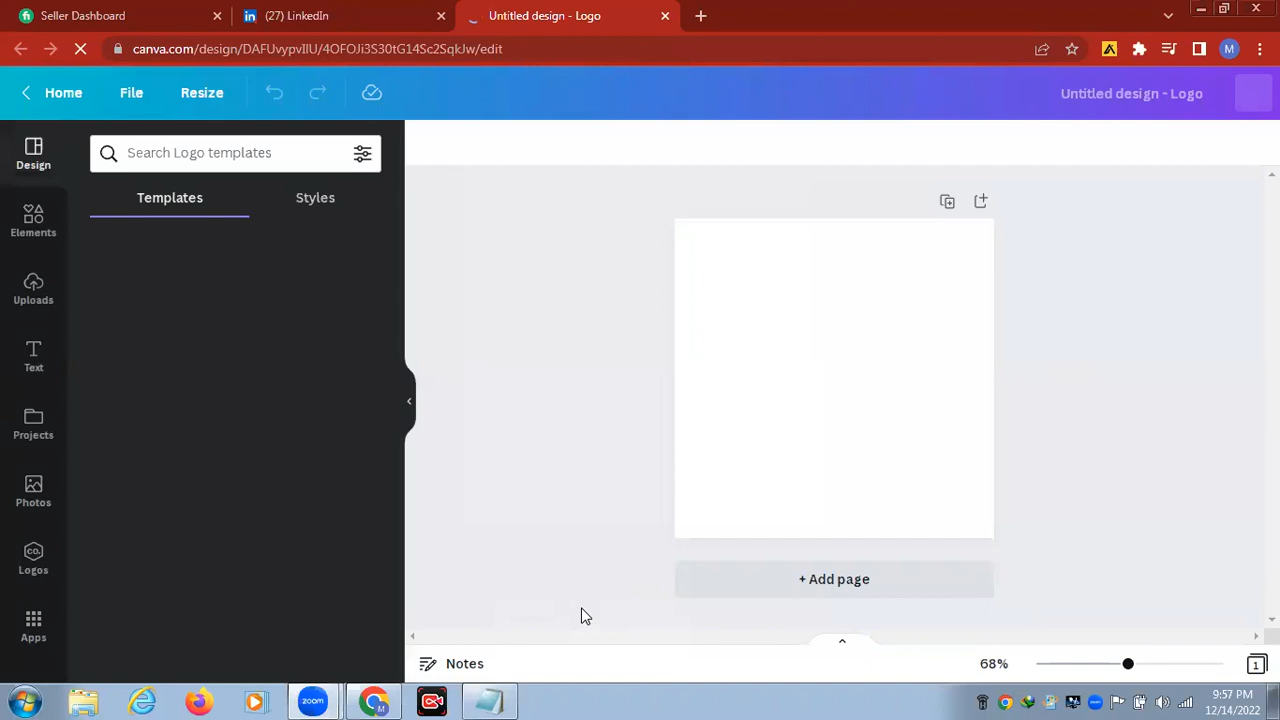 Seller Dashboard
(27) LinkedIn
Untitled design - Logo
canva.com/design/DAFUvypvIlU/4OFOJi3S30tG14Sc2SqkJw/edit
M
Home
File
Resize
Untitled design - Logo
Design
Search Logo templates
Templates
Styles
Elements
Uploads
Text
Projects
Photos
CO.
Logos
Apps
+ Add page
Notes
68%
1
zoom
M
9:57 PM
12/14/2022